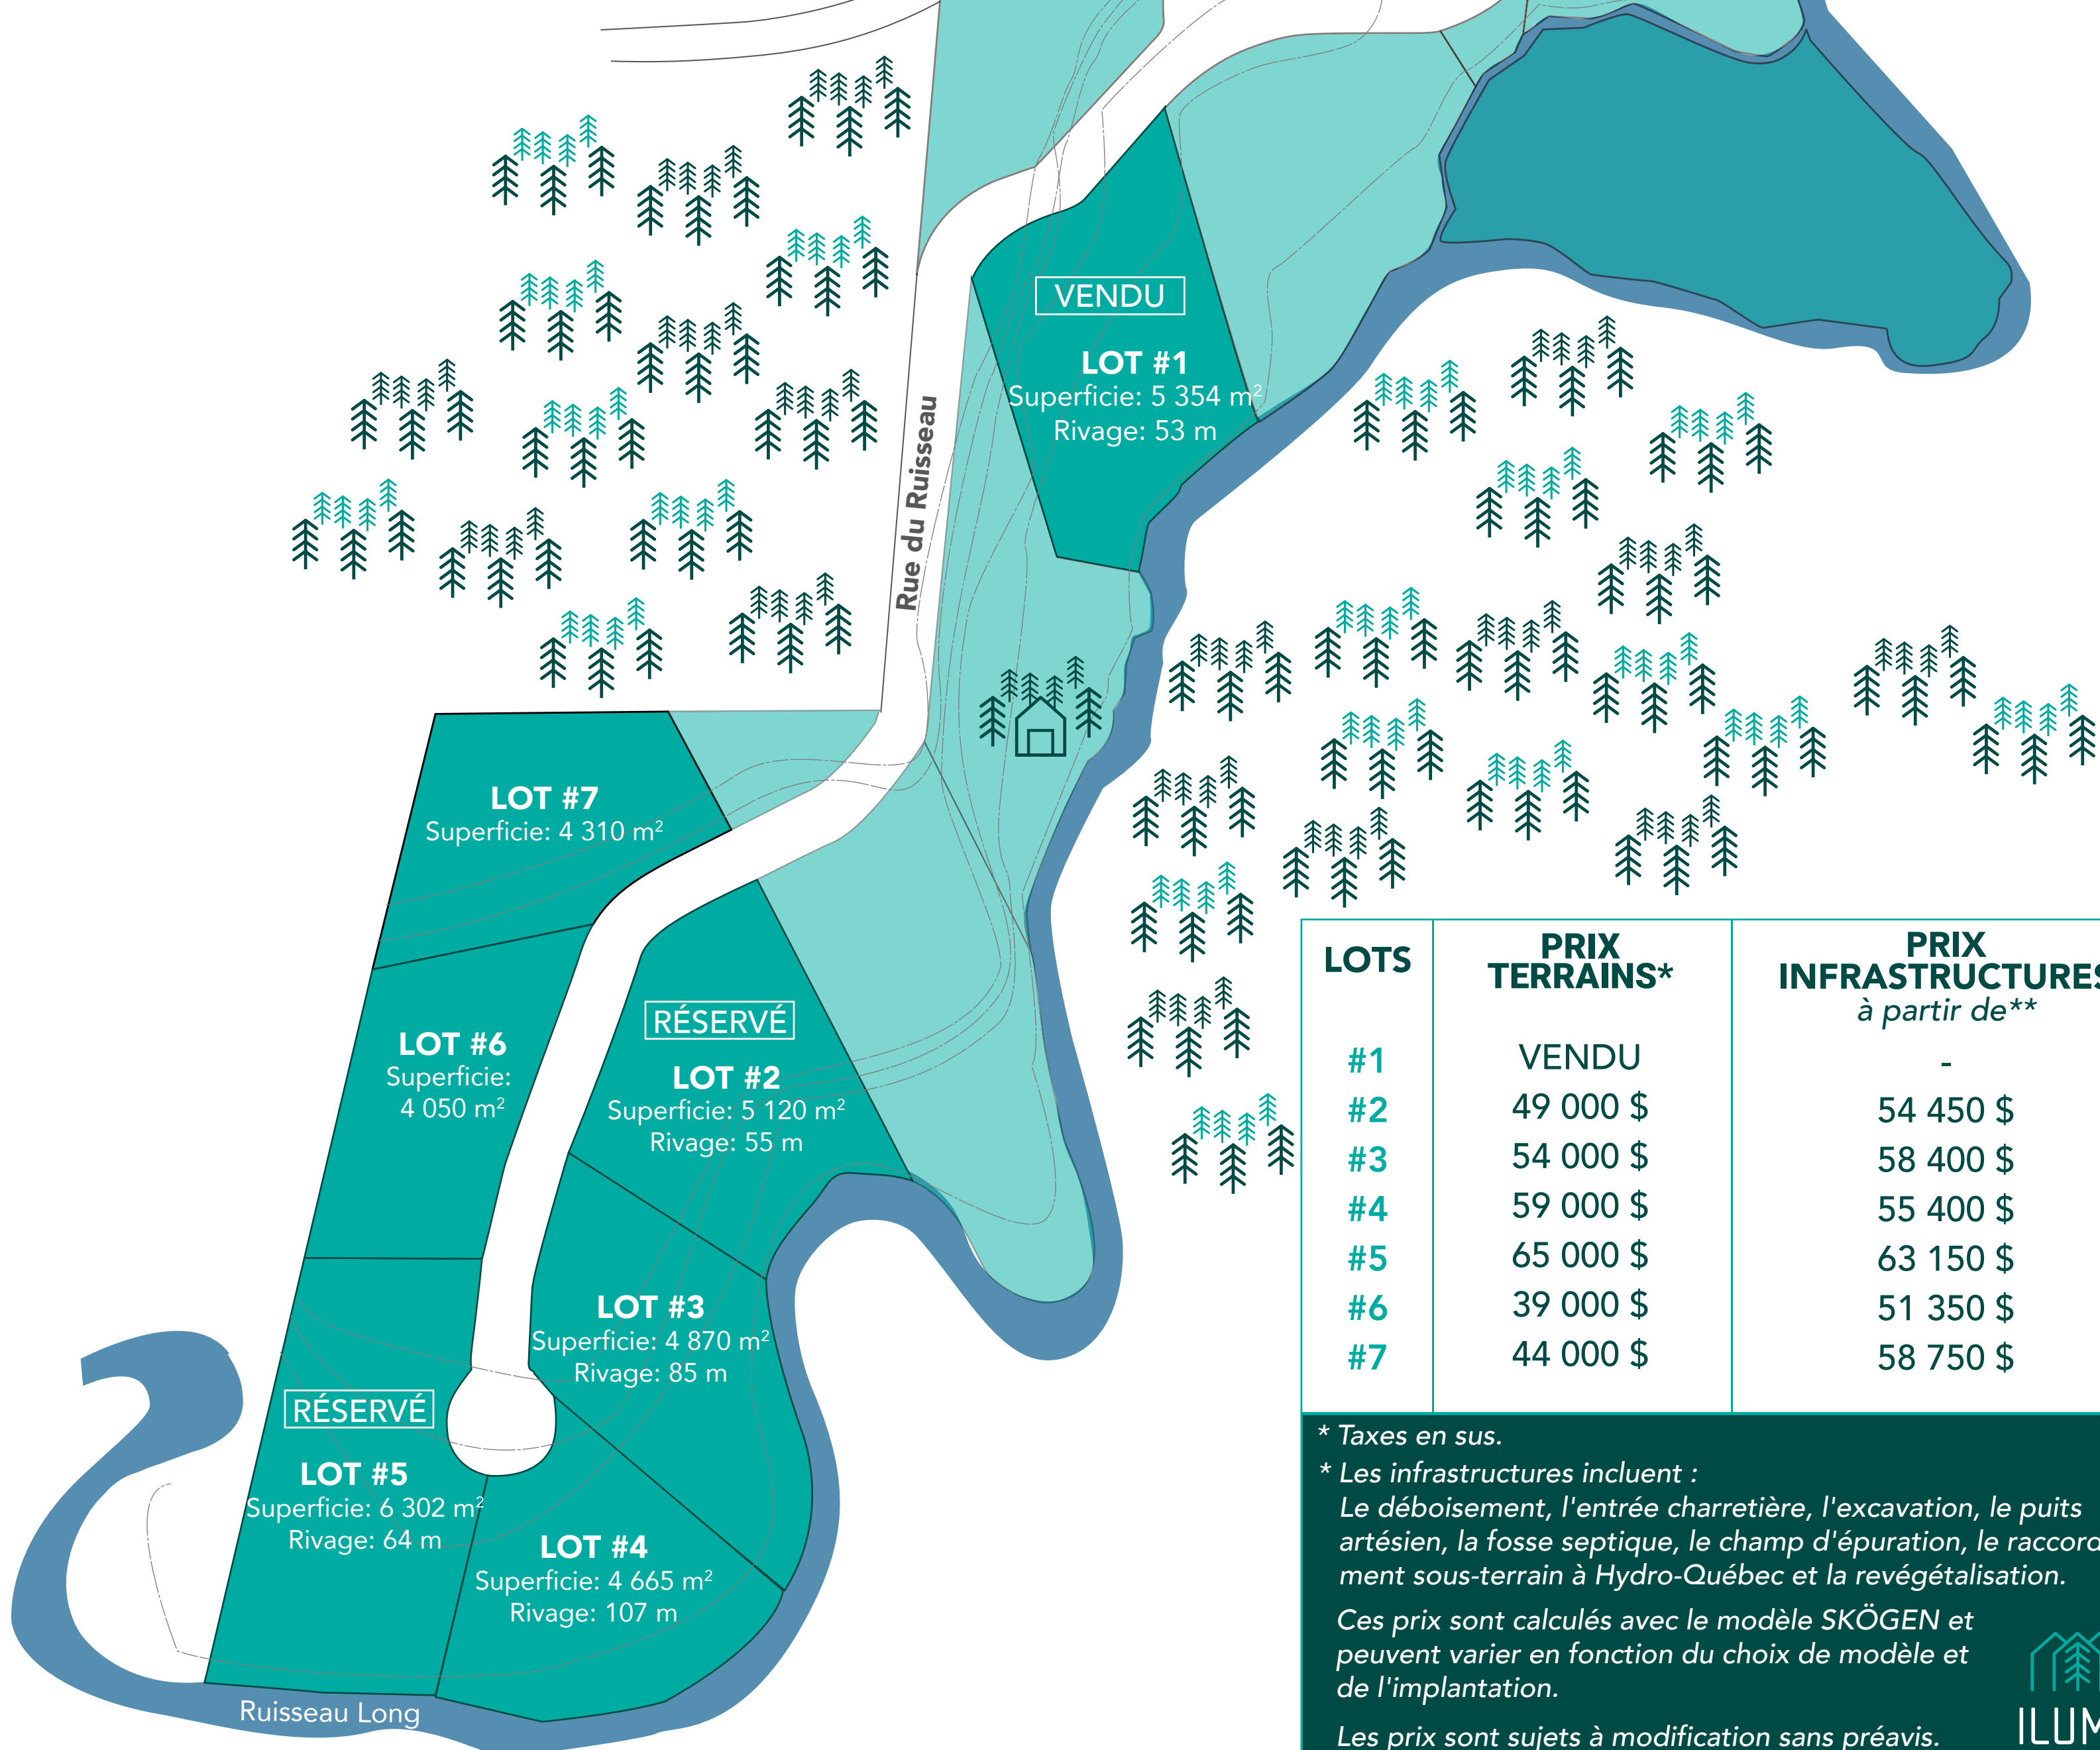 VENDU
LOT #1
Superficie: 5 354 m²
Rivage: 53 m
Rue du Ruisseau
LOT #7
Superficie: 4 310 m²
LOT #6
Superficie:
4 050 m²
RÉSERVÉ
LOT #2
Superficie: 5 120 m²
Rivage: 55 m
LOT #3
Superficie: 4 870 m²
Rivage: 85 m
RÉSERVÉ
LOT #5
Superficie: 6 302 m²
Rivage: 64 m
LOT #4
Superficie: 4 665 m²
Rivage: 107 m
Ruisseau Long
LOTS
PRIX
TERRAINS*
PRIX
INFRASTRUCTURES
à partir de**
#1 VENDU -
#2 49 000 $ 54 450 $
#3 54 000 $ 58 400 $
#4 59 000 $ 55 400 $
#5 65 000 $ 63 150 $
#6 39 000 $ 51 350 $
#7 44 000 $ 58 750 $
* Taxes en sus.
* Les infrastructures incluent :
Le déboisement, l'entrée charretière, l'excavation, le puits
artésien, la fosse septique, le champ d'épuration, le raccord
ment sous-terrain à Hydro-Québec et la revégétalisation.
Ces prix sont calculés avec le modèle SKÖGEN et
peuvent varier en fonction du choix de modèle et
de l'implantation.
Les prix sont sujets à modification sans préavis.
ILUM